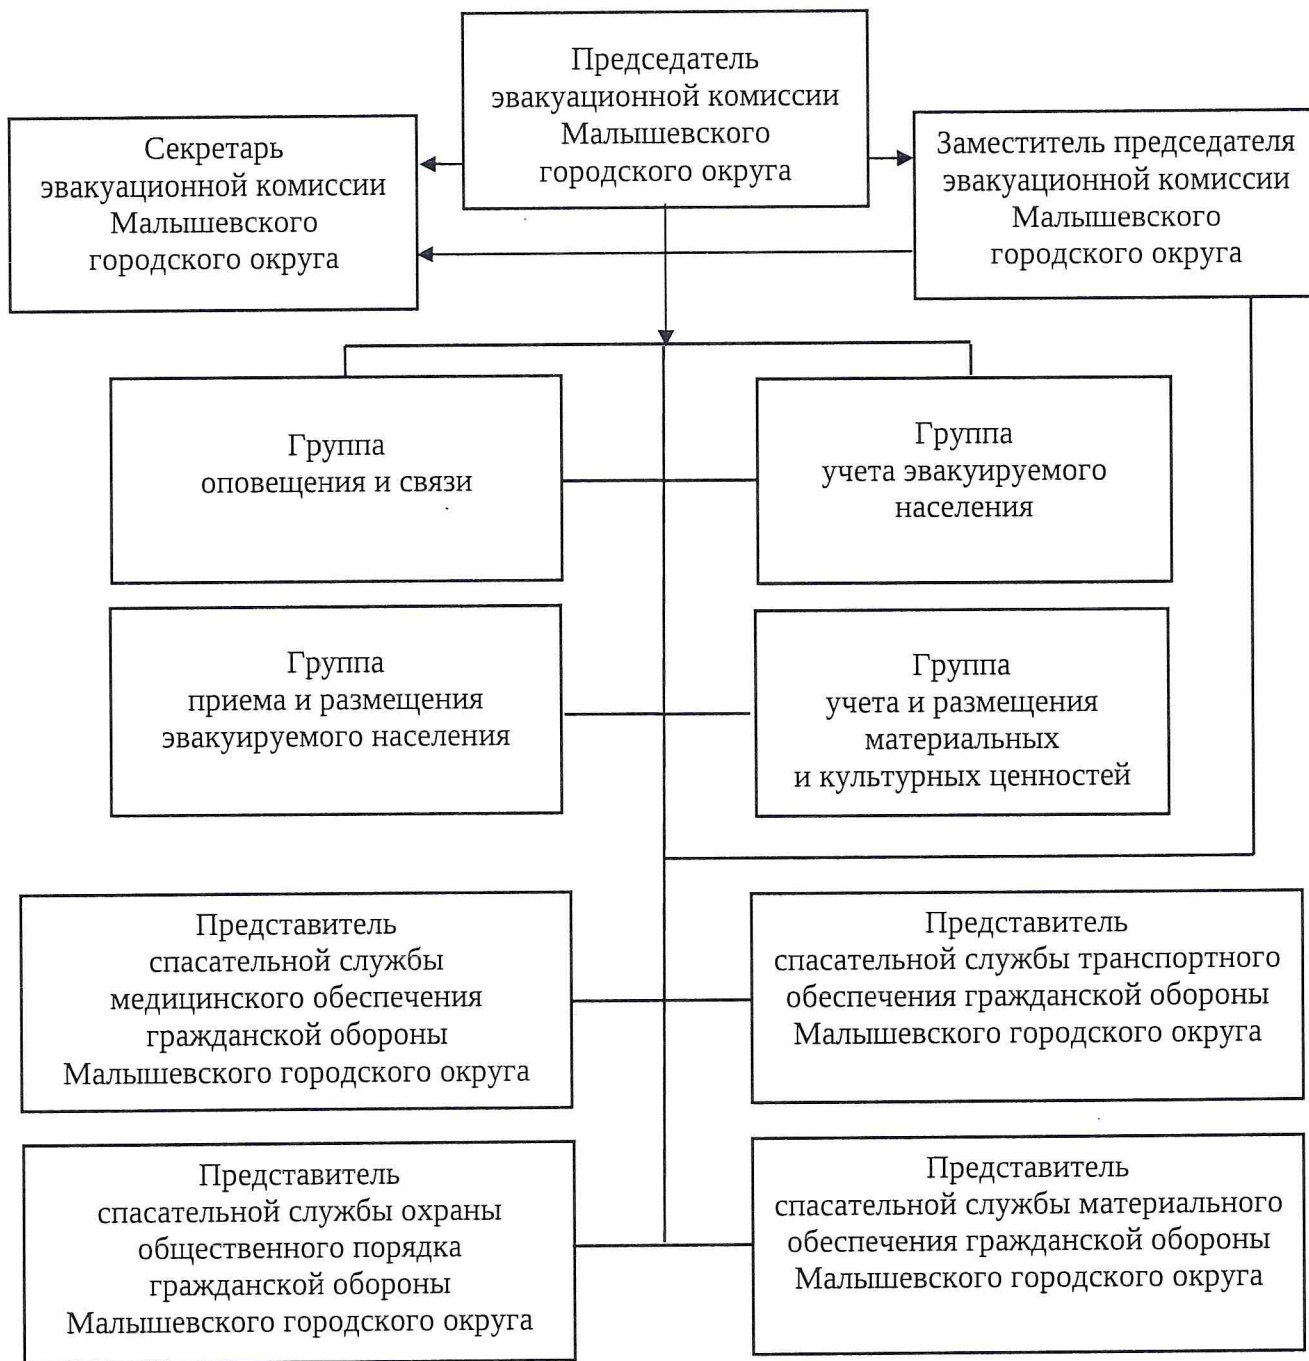 Председатель
эвакуационной комиссии
Малышевского
городского округа
Секретарь
эвакуационной комиссии
Малышевского
городского округа
Заместитель председателя
эвакуационной комиссии
Малышевского
городского округа
Группа
оповещения и связи
Группа
учета эвакуируемого
населения
Группа
приема и размещения
эвакуируемого населения
Группа
учета и размещения
материальных
и культурных ценностей
Представитель
спасательной службы
медицинского обеспечения
гражданской обороны
Малышевского городского округа
Представитель
спасательной службы транспортного
обеспечения гражданской обороны
Малышевского городского округа
Представитель
спасательной службы охраны
общественного порядка
гражданской обороны
Малышевского городского округа
Представитель
спасательной службы материального
обеспечения гражданской обороны
Малышевского городского округа